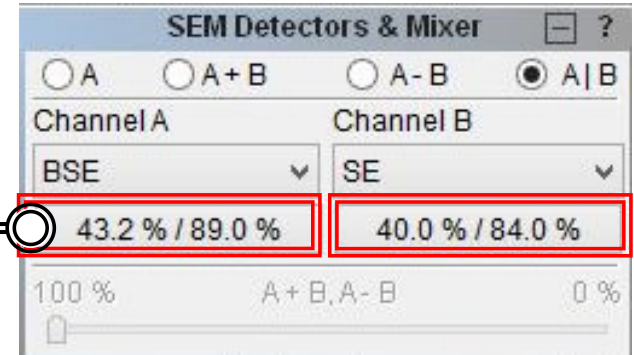 SEM Detectors & Mixer − ?
A A + B A - B A | B
Channel A Channel B
BSE SE
43.2 % / 89.0 % 40.0 % / 84.0 %
100 % A + B, A - B 0 %